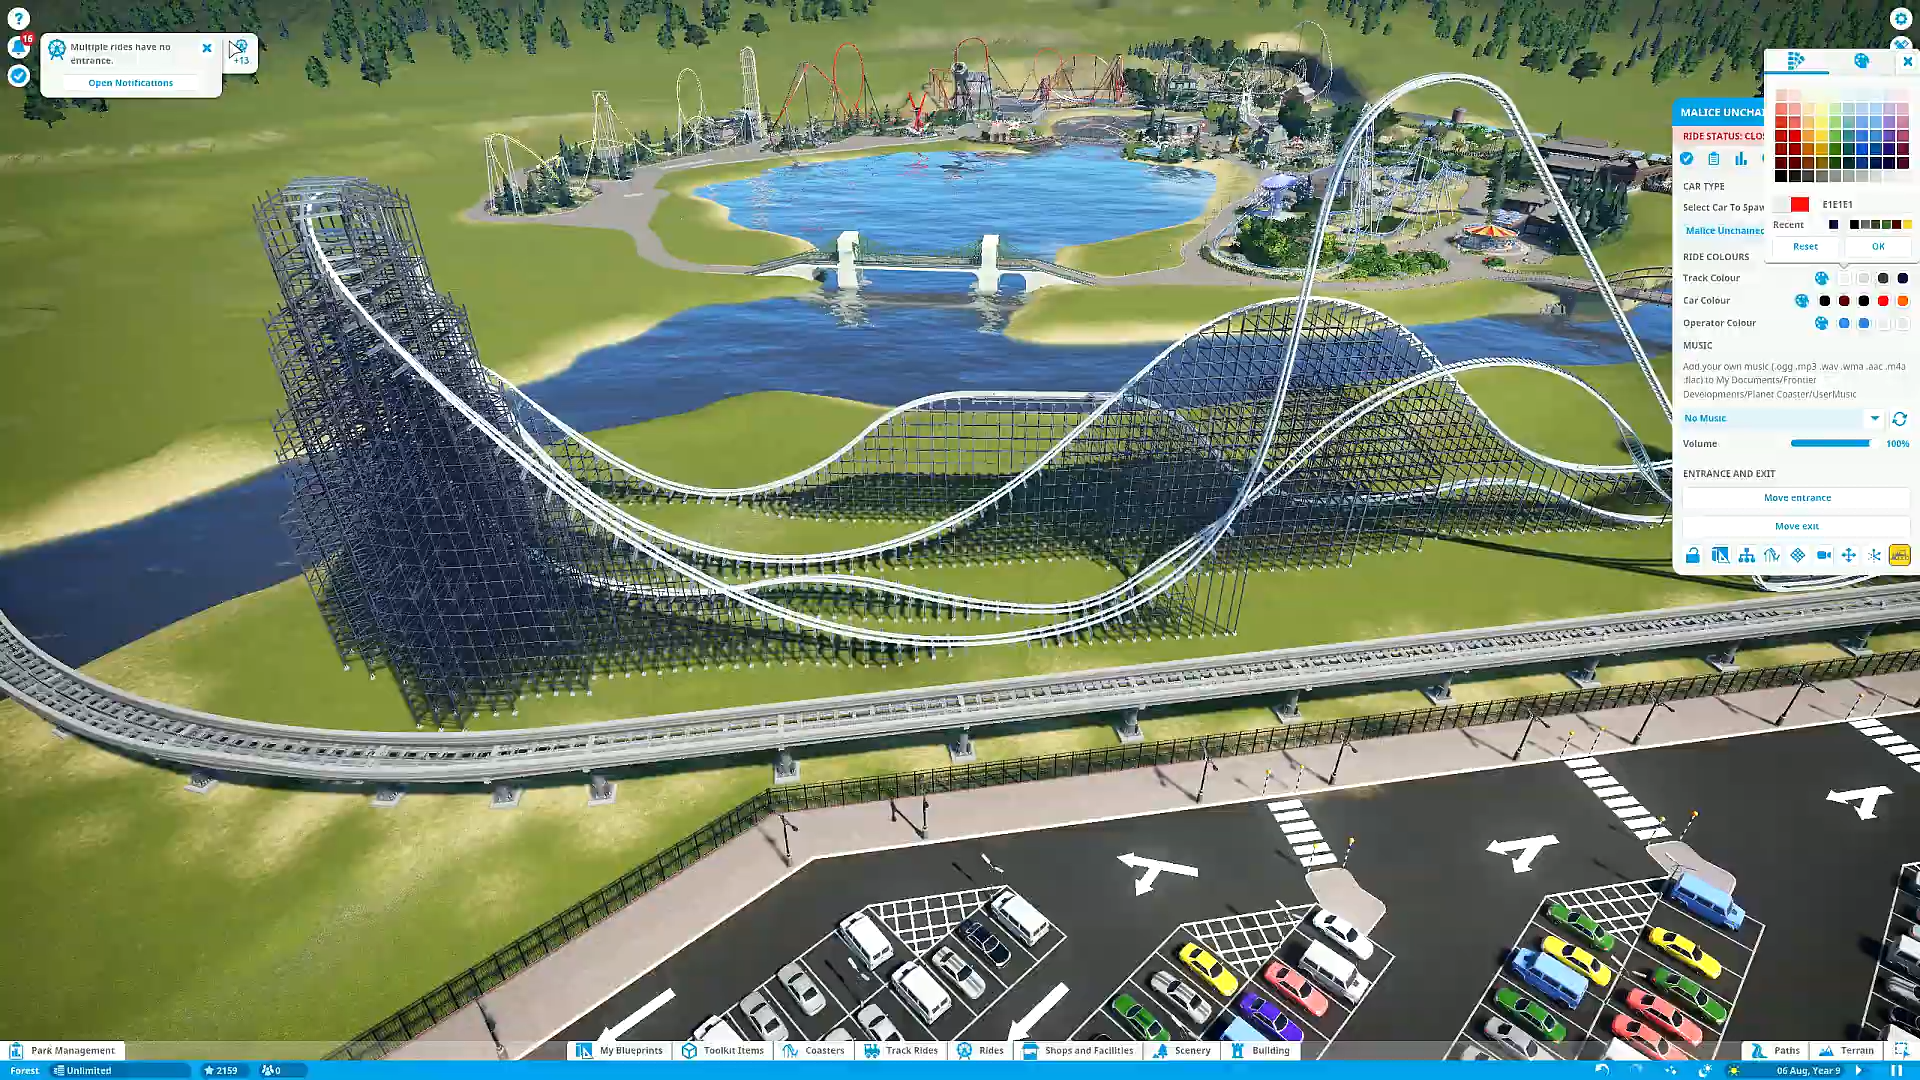 ?
16
Multiple rides have no
entrance.
+13
Open Notifications
MALICE UNCHAI
RIDE STATUS: CLOS
CAR TYPE
Select Car To Spaw
Malice Unchained
E1E1E1
Recent
Reset
OK
RIDE COLOURS
Track Colour
Car Colour
Operator Colour
MUSIC
Add your own music (.ogg .mp3 .wav .wma .aac .m4a
.flac) to My Documents/Frontier
Developments/Planet Coaster/UserMusic
No Music
Volume
100%
ENTRANCE AND EXIT
Move entrance
Move exit
Park Management
My Blueprints
Toolkit Items
Coasters
Track Rides
Rides
Shops and Facilities
Scenery
Building
Paths
Terrain
Forest
Unlimited
2159
0
06 Aug, Year 9